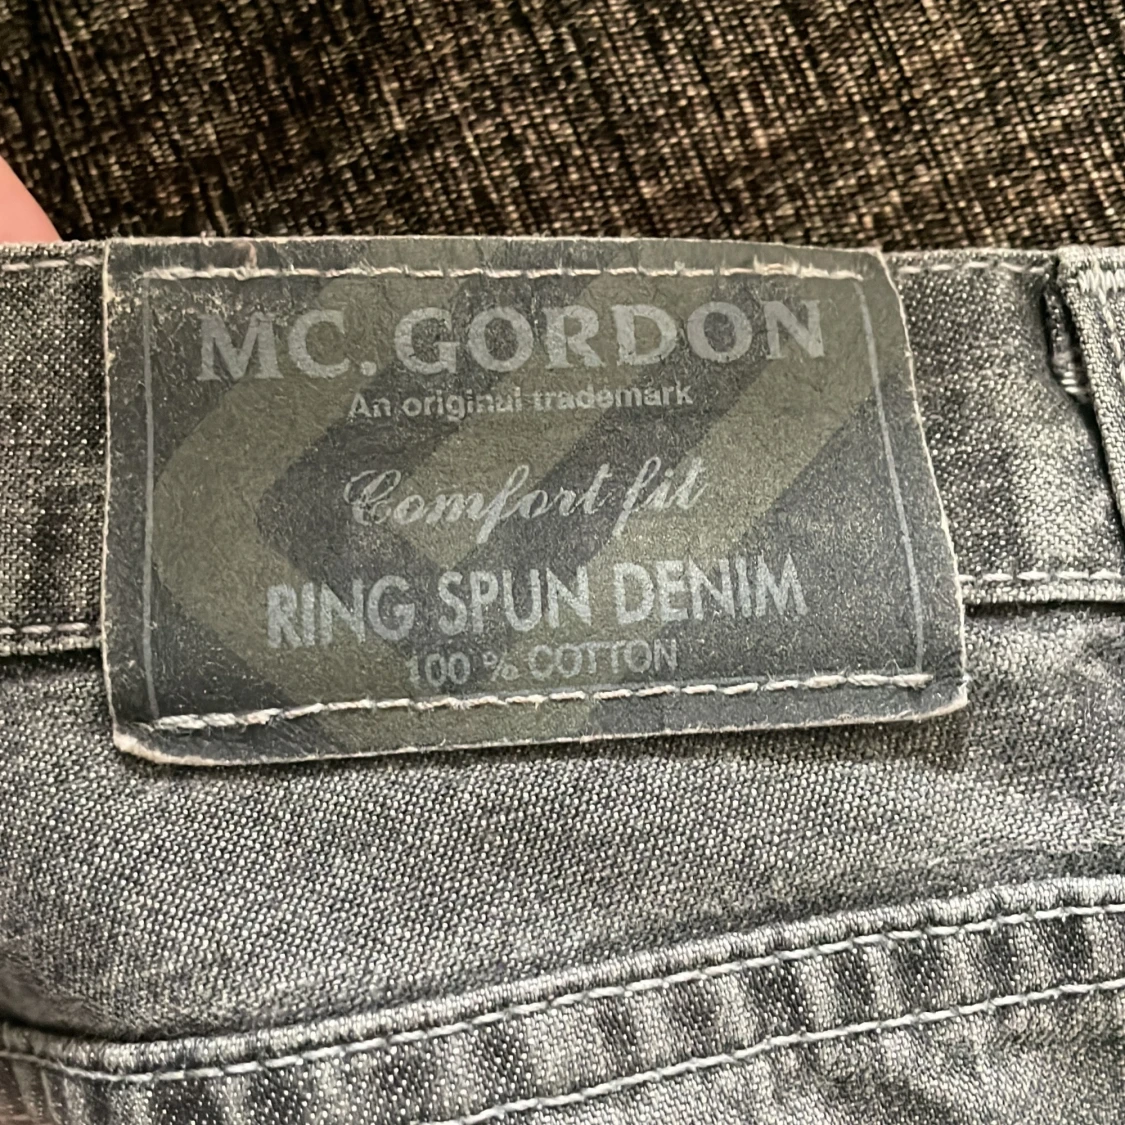 MC. GORDON
An original trademark
Comfort fit
RING SPUN DENIM
100 % COTTON